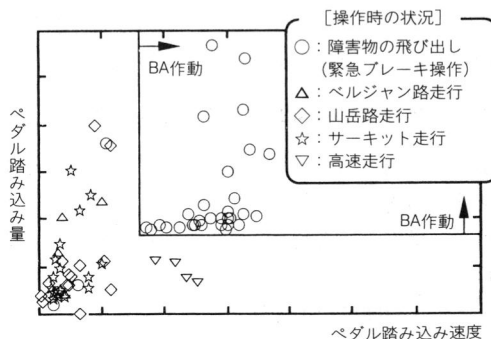 [操作時の状況]
○：障害物の飛び出し
(緊急ブレーキ操作)
△：ベルジャン路走行
◇：山岳路走行
☆：サーキット走行
▽：高速走行
BA作動
BA作動
ペダル踏み込み量
ペダル踏み込み速度